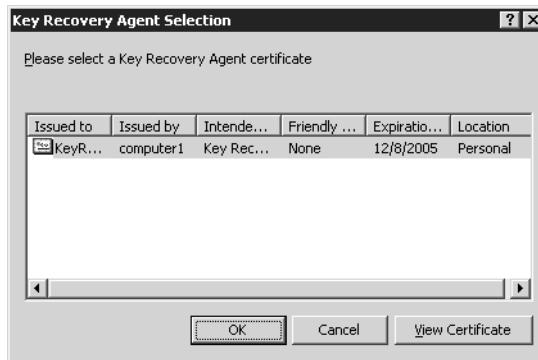 Key Recovery Agent Selection ? X
Please select a Key Recovery Agent certificate
Issued to Issued by Intende... Friendly ... Expiratio... Location
KeyR... computer1 Key Rec... None 12/8/2005 Personal
OK Cancel View Certificate